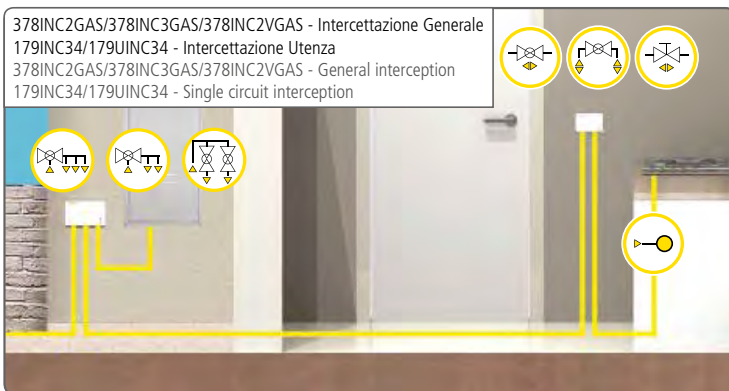 378INC2GAS/378INC3GAS/378INC2VGAS - Intercettazione Generale
179INC34/179UINC34 - Intercettazione Utenza
378INC2GAS/378INC3GAS/378INC2VGAS - General interception
179INC34/179UINC34 - Single circuit interception